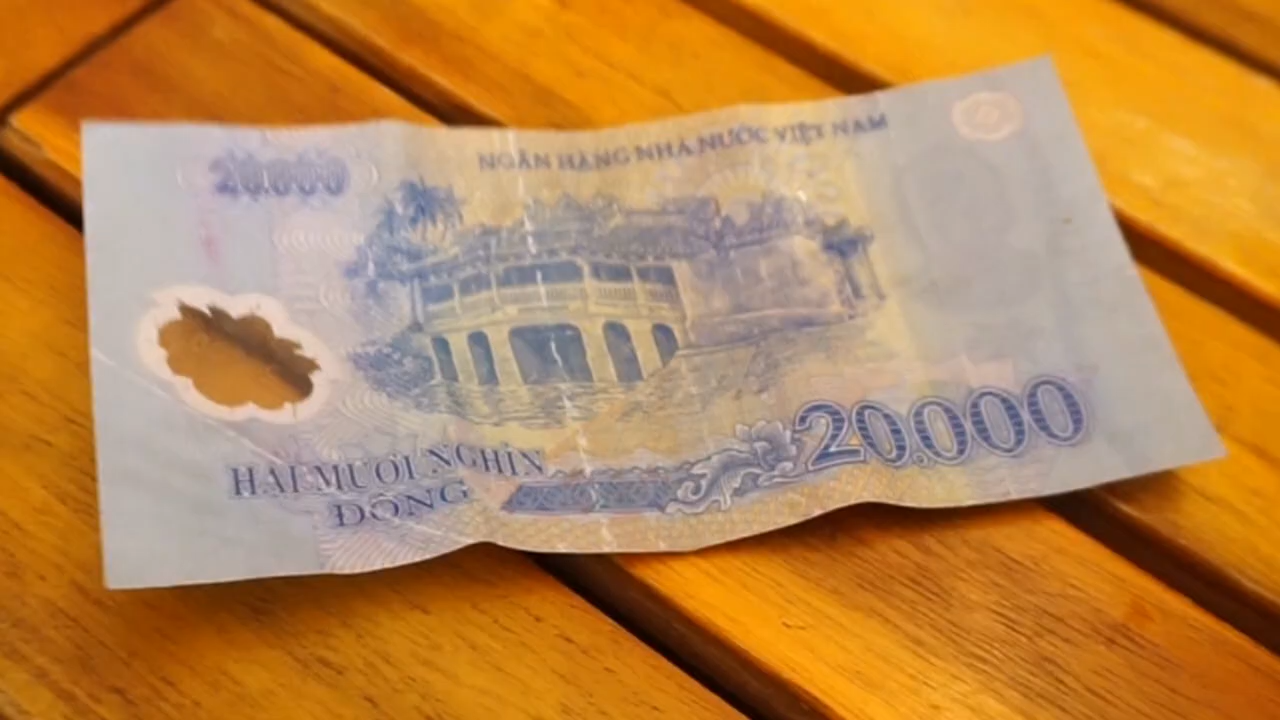 NGÂN HÀNG NHÀ NƯỚC VIỆT NAM
20.000
HAI MƯƠI NGHÌN
ĐỒNG
20.000